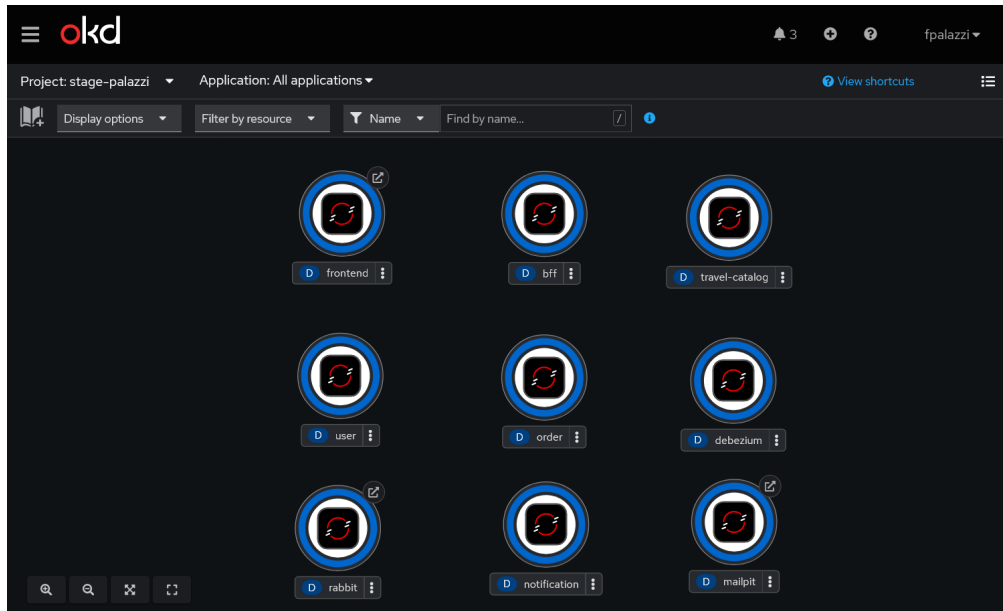 okd
3
fpalazzi
Project: stage-palazzi
Application: All applications
View shortcuts
Display options
Filter by resource
Name
Find by name...
/
D frontend
D bff
D travel-catalog
D user
D order
D debezium
D rabbit
D notification
D mailpit